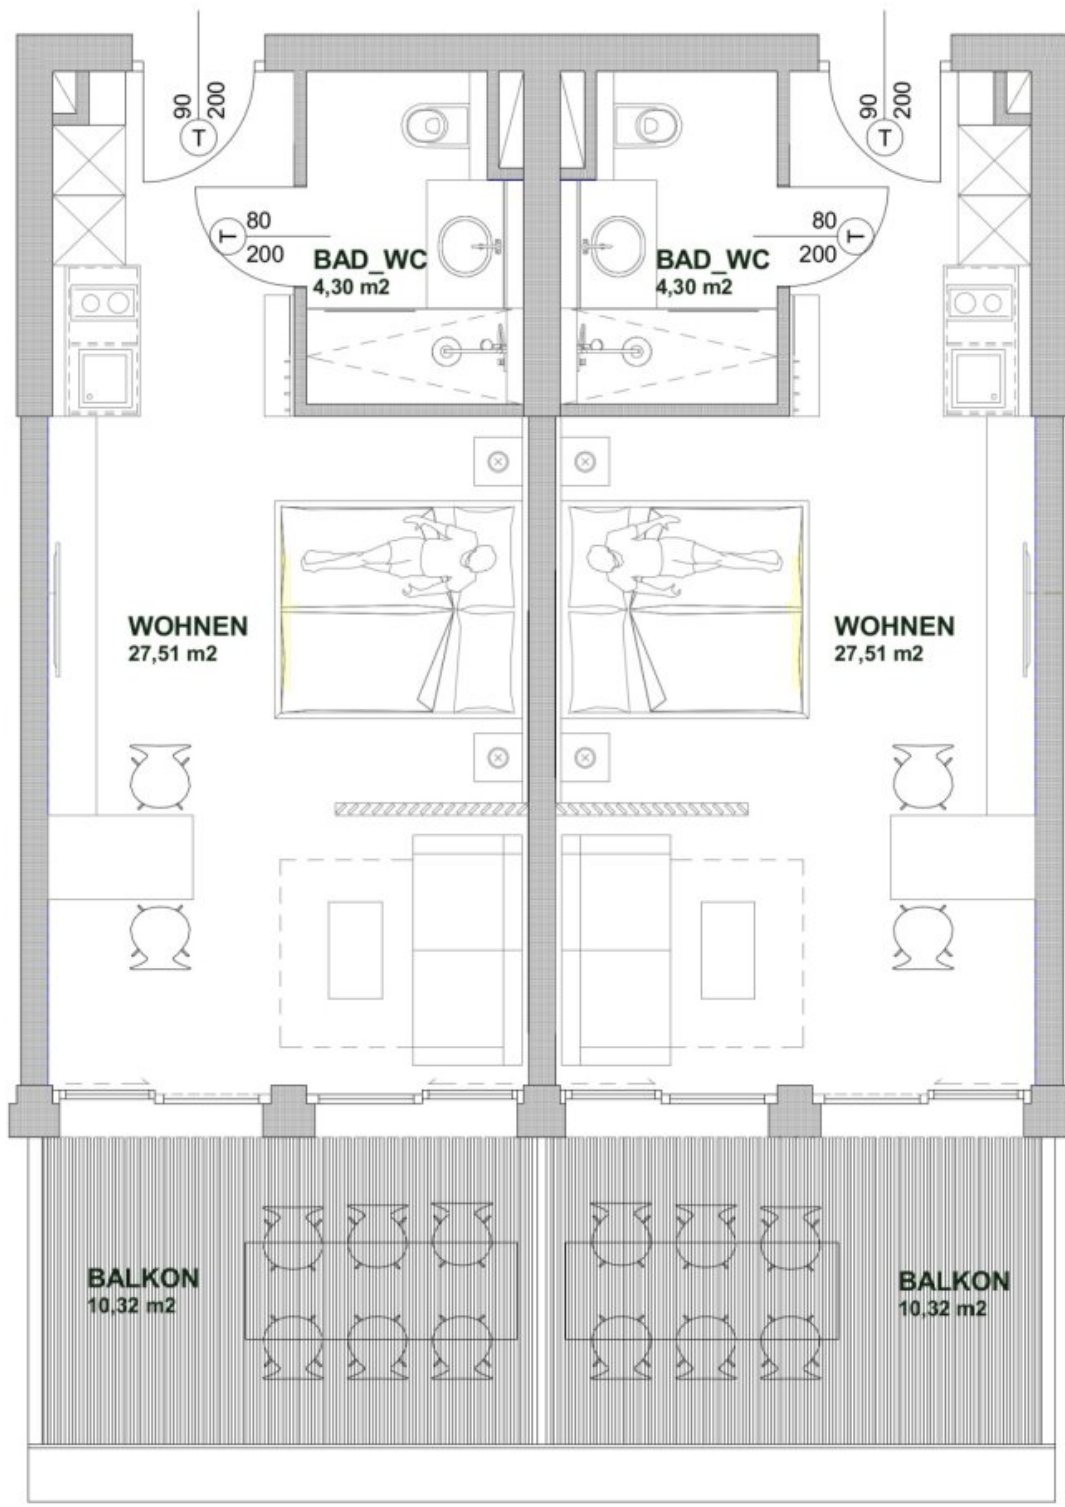 90
200
T
90
200
T
80
200
T
80
200
T
BAD_WC
4,30 m2
BAD_WC
4,30 m2
WOHNEN
27,51 m2
WOHNEN
27,51 m2
BALKON
10,32 m2
BALKON
10,32 m2